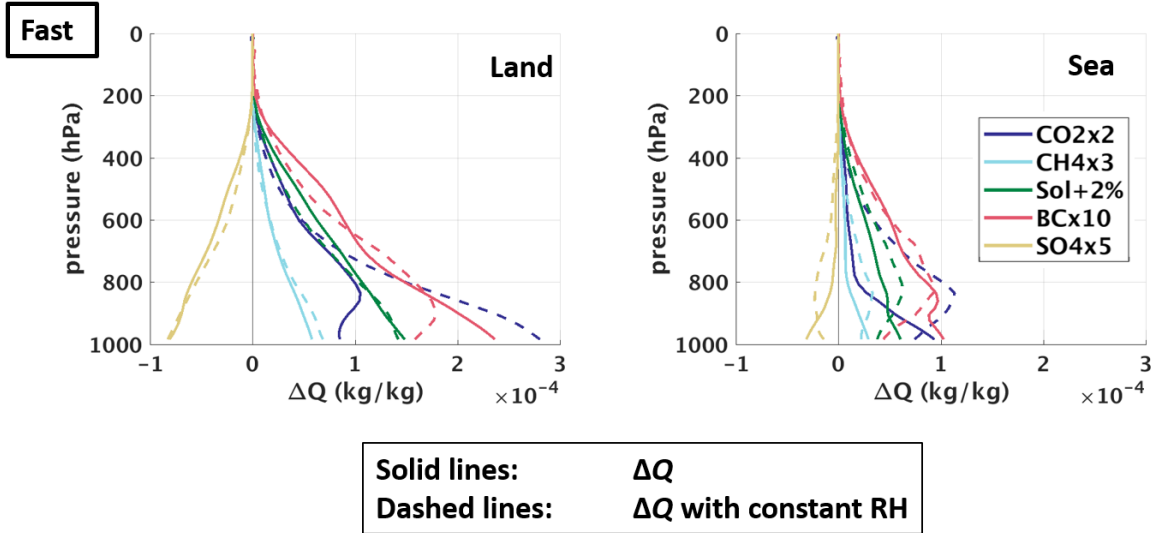 Fast
Land
0
200
400
600
800
1000
pressure (hPa)
-1
0
1
2
3
ΔQ (kg/kg)
×10⁻⁴
Sea
0
200
400
600
800
1000
pressure (hPa)
-1
0
1
2
3
ΔQ (kg/kg)
×10⁻⁴
CO2x2
CH4x3
Sol+2%
BCx10
SO4x5
Solid lines: ΔQ
Dashed lines: ΔQ with constant RH